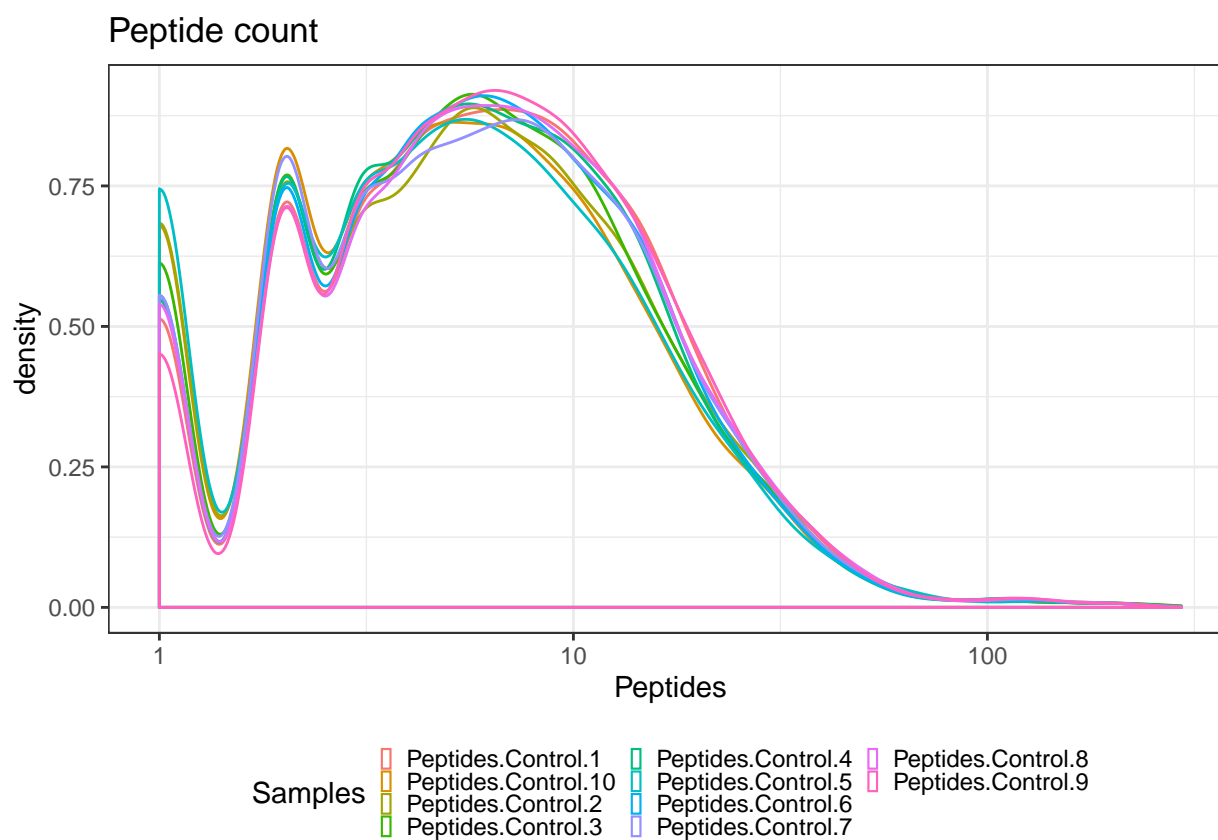 Peptide count
density
0.75
0.50
0.25
0.00
1 10 100
Peptides
Samples
Peptides.Control.1 Peptides.Control.4 Peptides.Control.8
Peptides.Control.10 Peptides.Control.5 Peptides.Control.9
Peptides.Control.2 Peptides.Control.6
Peptides.Control.3 Peptides.Control.7